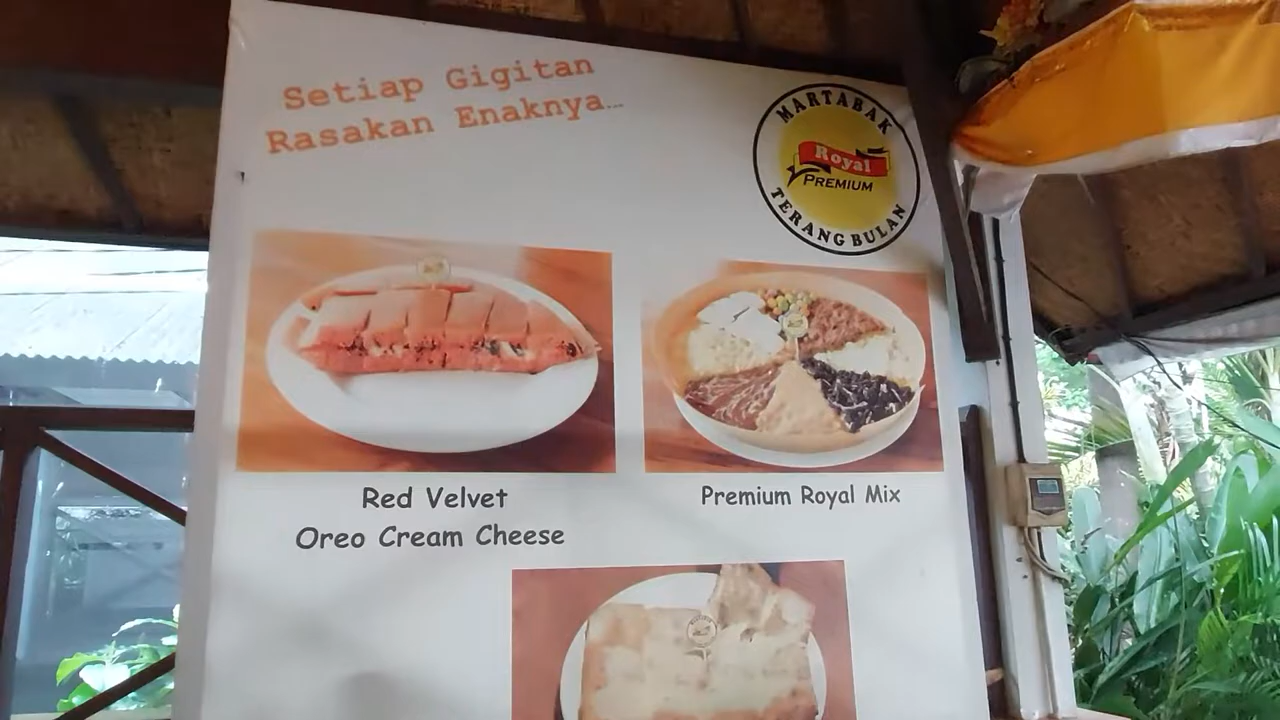 Setiap Gigitan
Rasakan Enaknya...
MARTABAK
Royal
PREMIUM
TERANG BULAN
Red Velvet
Oreo Cream Cheese
Premium Royal Mix